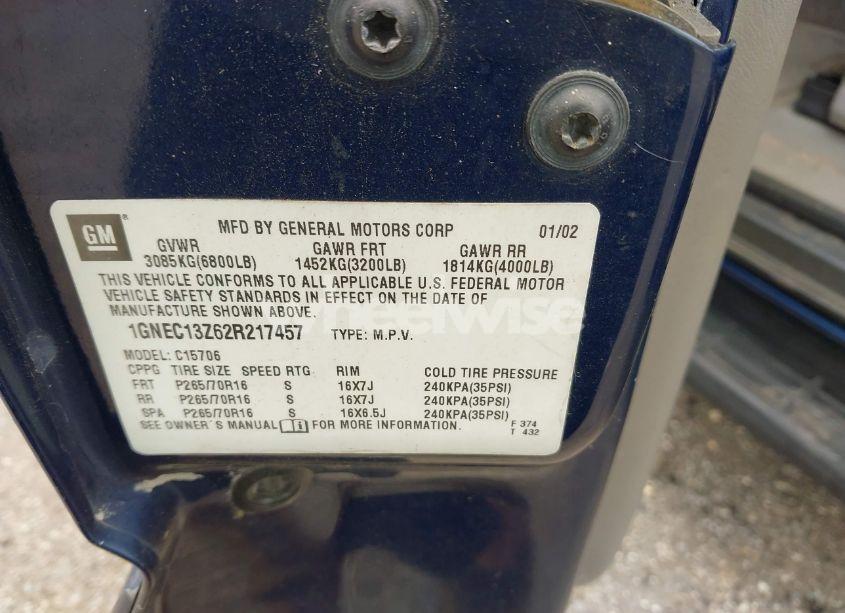 GM
MFD BY GENERAL MOTORS CORP 01/02
GVWR GAWR FRT GAWR RR
3085KG(6800LB) 1452KG(3200LB) 1814KG(4000LB)
THIS VEHICLE CONFORMS TO ALL APPLICABLE U.S. FEDERAL MOTOR
VEHICLE SAFETY STANDARDS IN EFFECT ON THE DATE OF
MANUFACTURE SHOWN ABOVE.
1GNEC13Z62R217457 TYPE: M.P.V.
wheelwise
MODEL: C15706
CPPG TIRE SIZE SPEED RTG RIM COLD TIRE PRESSURE
FRT P265/70R16 S 16X7J 240KPA(35PSI)
RR P265/70R16 S 16X7J 240KPA(35PSI)
SPA P265/70R16 S 16X6.5J 240KPA(35PSI)
SEE OWNER'S MANUAL FOR MORE INFORMATION.
F 374
T 432